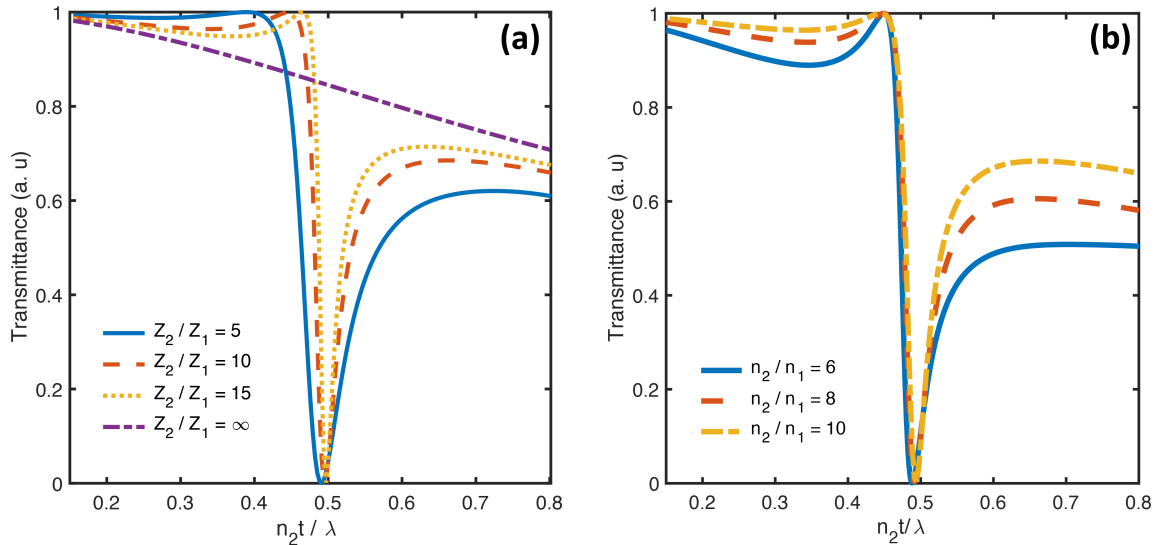 (a)
1
0.8
0.6
0.4
0.2
0
Transmittance (a. u)
Z2 / Z1 = 5
Z2 / Z1 = 10
Z2 / Z1 = 15
Z2 / Z1 = ∞
0.2 0.3 0.4 0.5 0.6 0.7 0.8
n2t / λ
(b)
1
0.8
0.6
0.4
0.2
0
Transmittance (a. u)
n2 / n1 = 6
n2 / n1 = 8
n2 / n1 = 10
0.2 0.3 0.4 0.5 0.6 0.7 0.8
n2t/λ